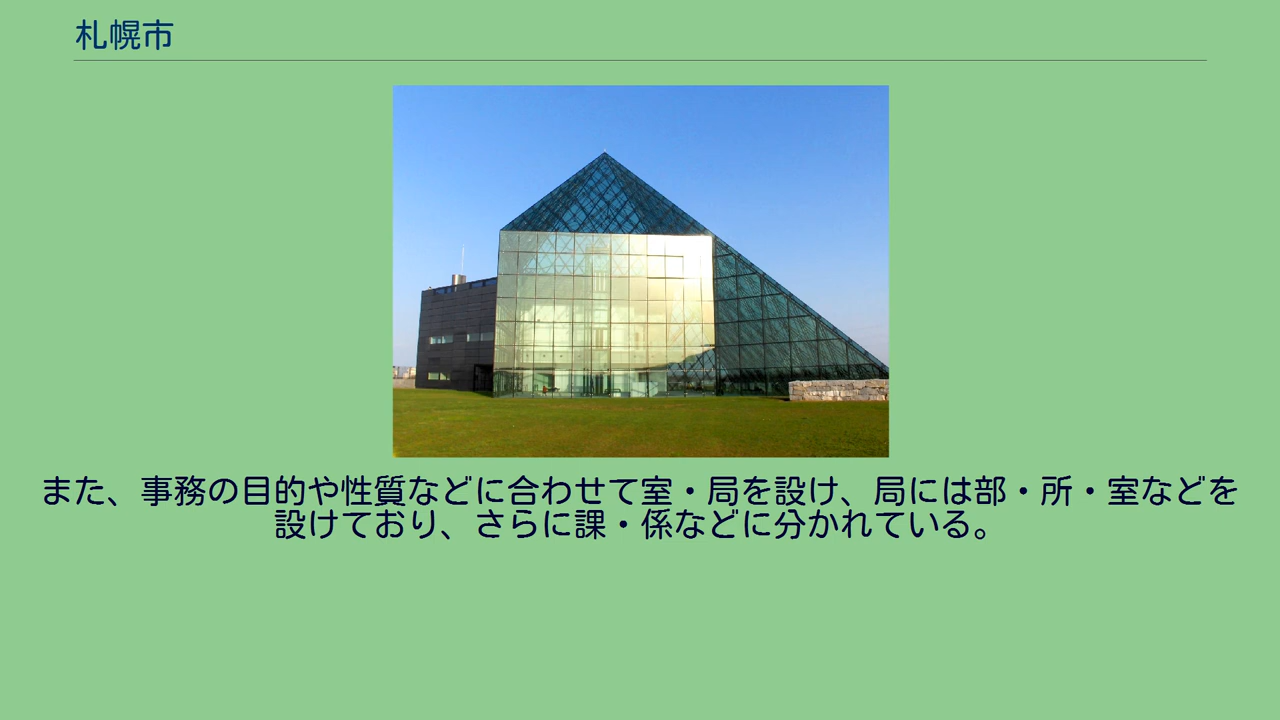 札幌市
また、事務の目的や性質などに合わせて室・局を設け、局には部・所・室などを
設けており、さらに課・係などに分かれている。